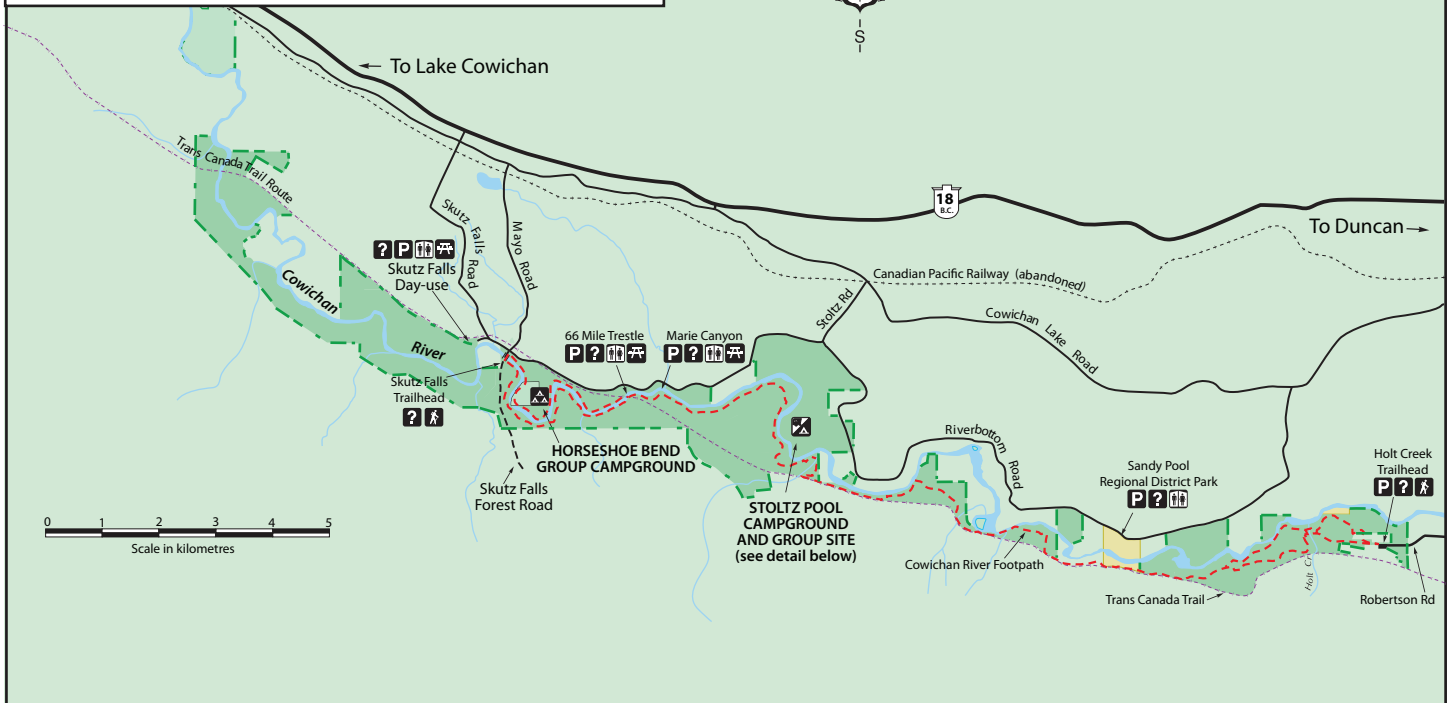 S
To Lake Cowichan
Trans Canada Trail Route
18
B.C.
To Duncan
Skutz Falls Road
Mayo Road
? P
Skutz Falls
Day-use
Canadian Pacific Railway (abandoned)
Stoltz Rd
Cowichan Lake Road
Cowichan
River
66 Mile Trestle
P ?
Marie Canyon
P ?
Skutz Falls
Trailhead
?
HORSESHOE BEND
GROUP CAMPGROUND
Skutz Falls
Forest Road
Riverbottom Road
Sandy Pool
Regional District Park
P ?
Holt Creek
Trailhead
P ?
STOLTZ POOL
CAMPGROUND
AND GROUP SITE
(see detail below)
0 1 2 3 4 5
Scale in kilometres
Cowichan River Footpath
Holt Cr
Trans Canada Trail
Robertson Rd